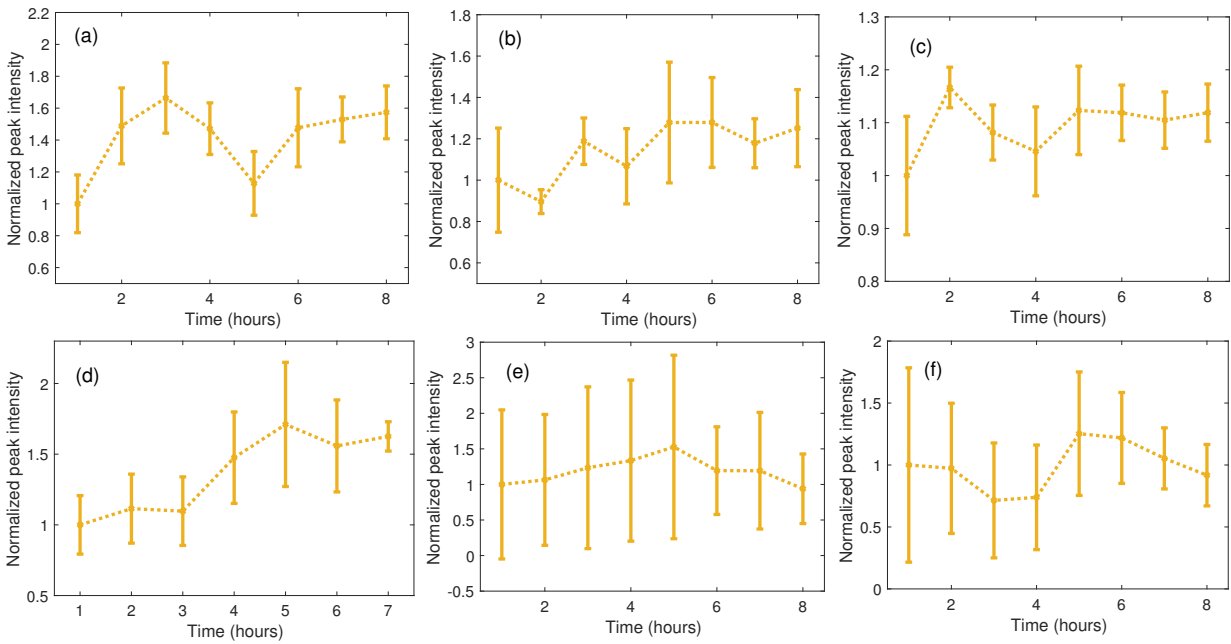 (a)
Normalized peak intensity
2.2
2
1.8
1.6
1.4
1.2
1
0.8
0.6
2 4 6 8
Time (hours)
(b)
Normalized peak intensity
1.8
1.6
1.4
1.2
1
0.8
0.6
0.4
2 4 6 8
Time (hours)
(c)
Normalized peak intensity
1.3
1.2
1.1
1
0.9
0.8
2 4 6 8
Time (hours)
(d)
Normalized peak intensity
2
1.5
1
0.5
1 2 3 4 5 6 7
Time (hours)
(e)
Normalized peak intensity
3
2.5
2
1.5
1
0.5
0
-0.5
2 4 6 8
Time (hours)
(f)
Normalized peak intensity
2
1.5
1
0.5
0
2 4 6 8
Time (hours)